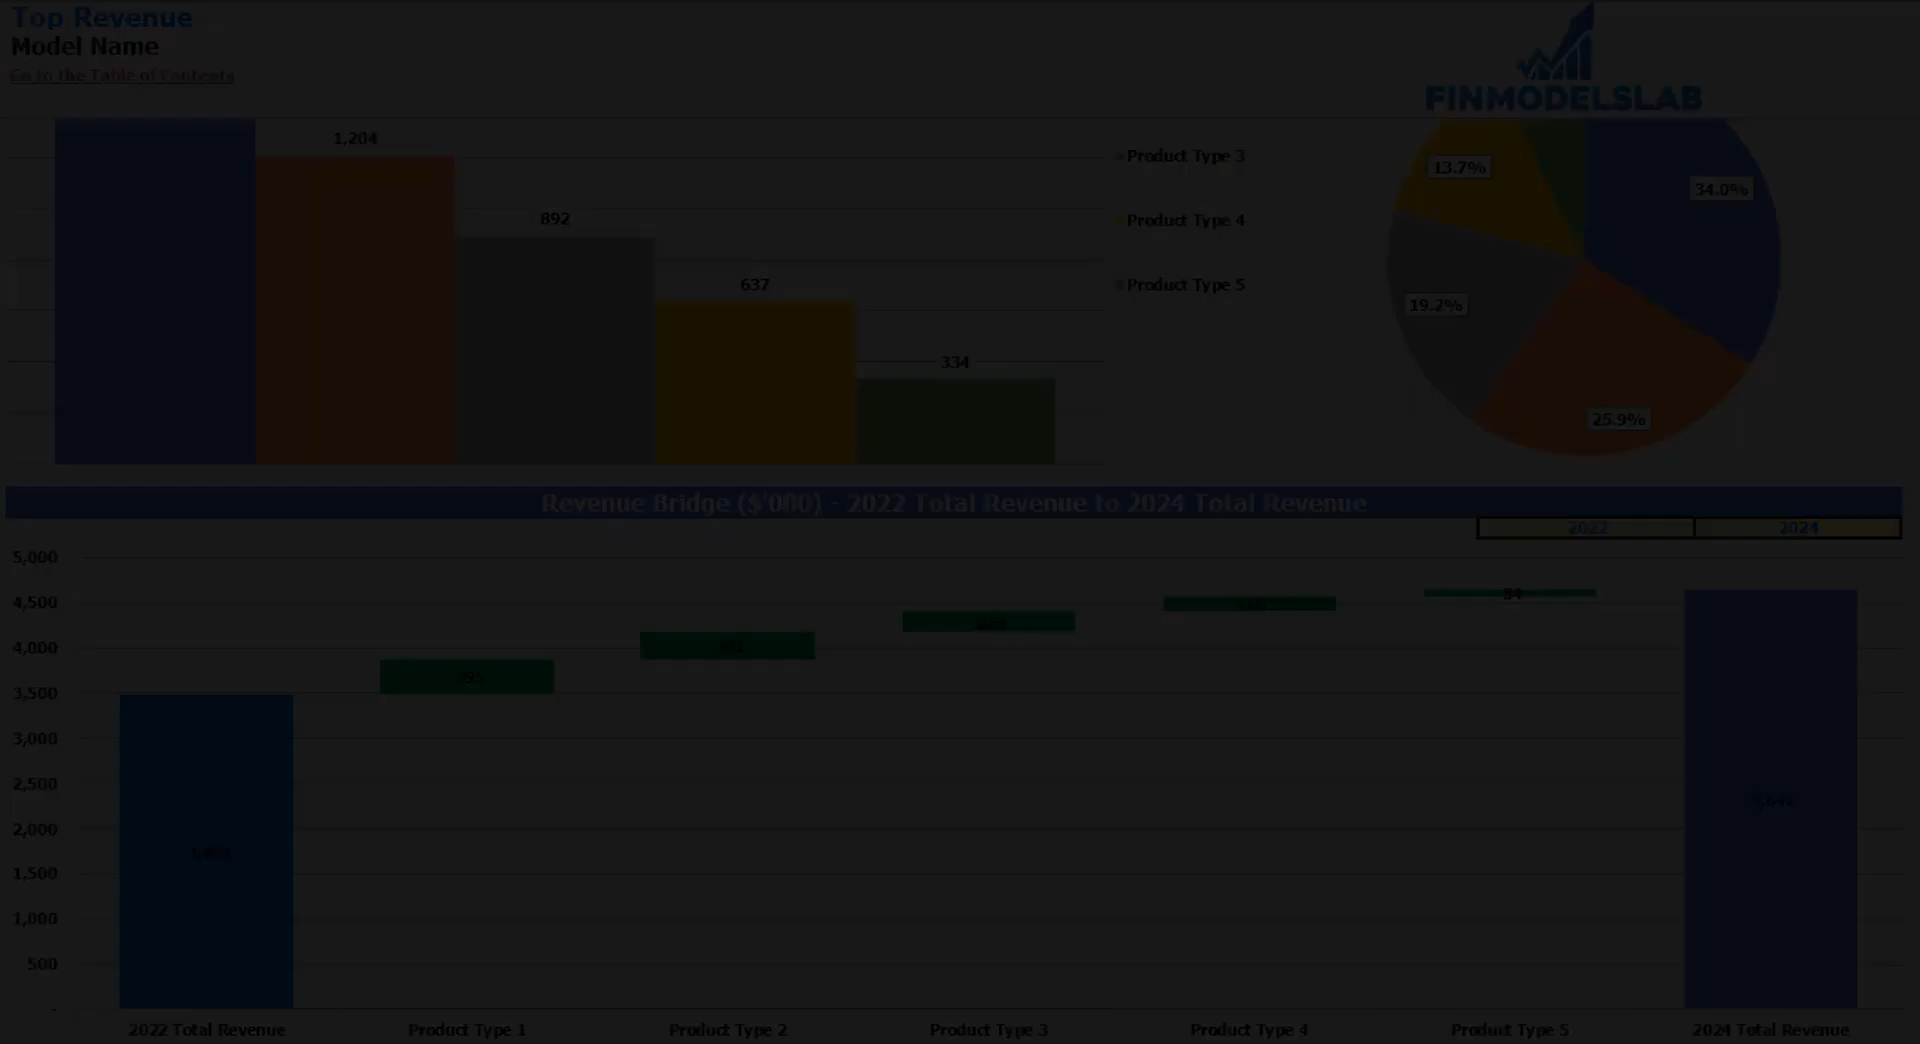 Top Revenue
Model Name
Go to the Table of Contents
FINMODELSLAB
1,204
892
637
334
Product Type 3
Product Type 4
Product Type 5
13.7%
34.0%
19.2%
25.9%
Revenue Bridge ($'000) - 2022 Total Revenue to 2024 Total Revenue
2022 2024
5,000
4,500
4,000
3,500
3,000
2,500
2,000
1,500
1,000
500
-
84
2022 Total Revenue
Product Type 1
Product Type 2
Product Type 3
Product Type 4
Product Type 5
2024 Total Revenue